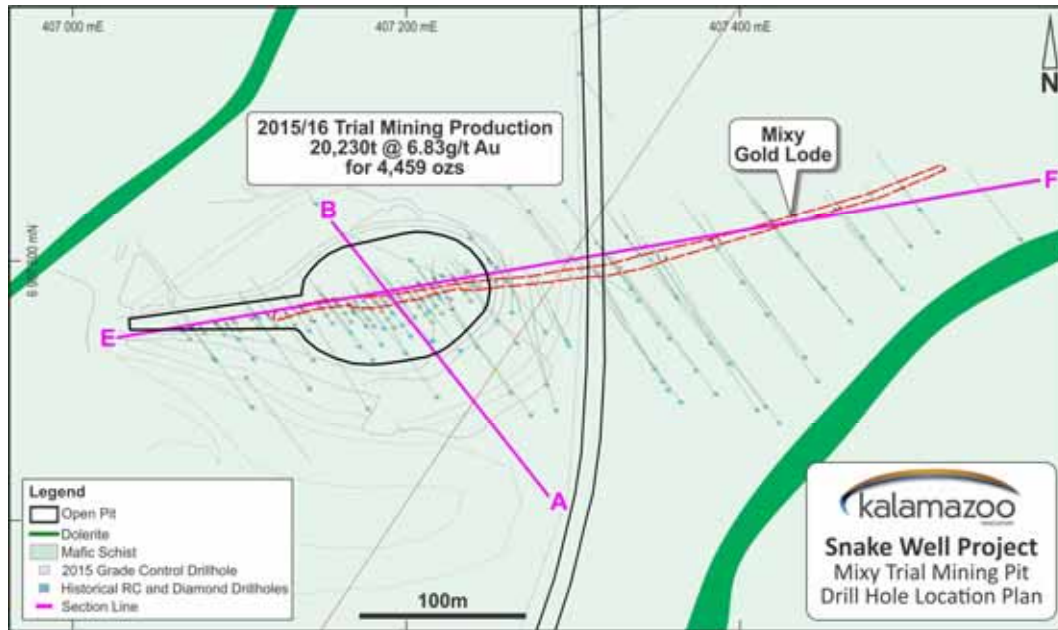 407 000 mE
407 200 mE
407 400 mE
N
2015/16 Trial Mining Production
20,230t @ 6.83g/t Au
for 4,459 ozs
Mixy
Gold Lode
B
F
E
A
Legend
Open Pit
Dolerite
Mafic Schist
2015 Grade Control Drillhole
Historical RC and Diamond Drillholes
Section Line
100m
kalamazoo
Snake Well Project
Mixy Trial Mining Pit
Drill Hole Location Plan